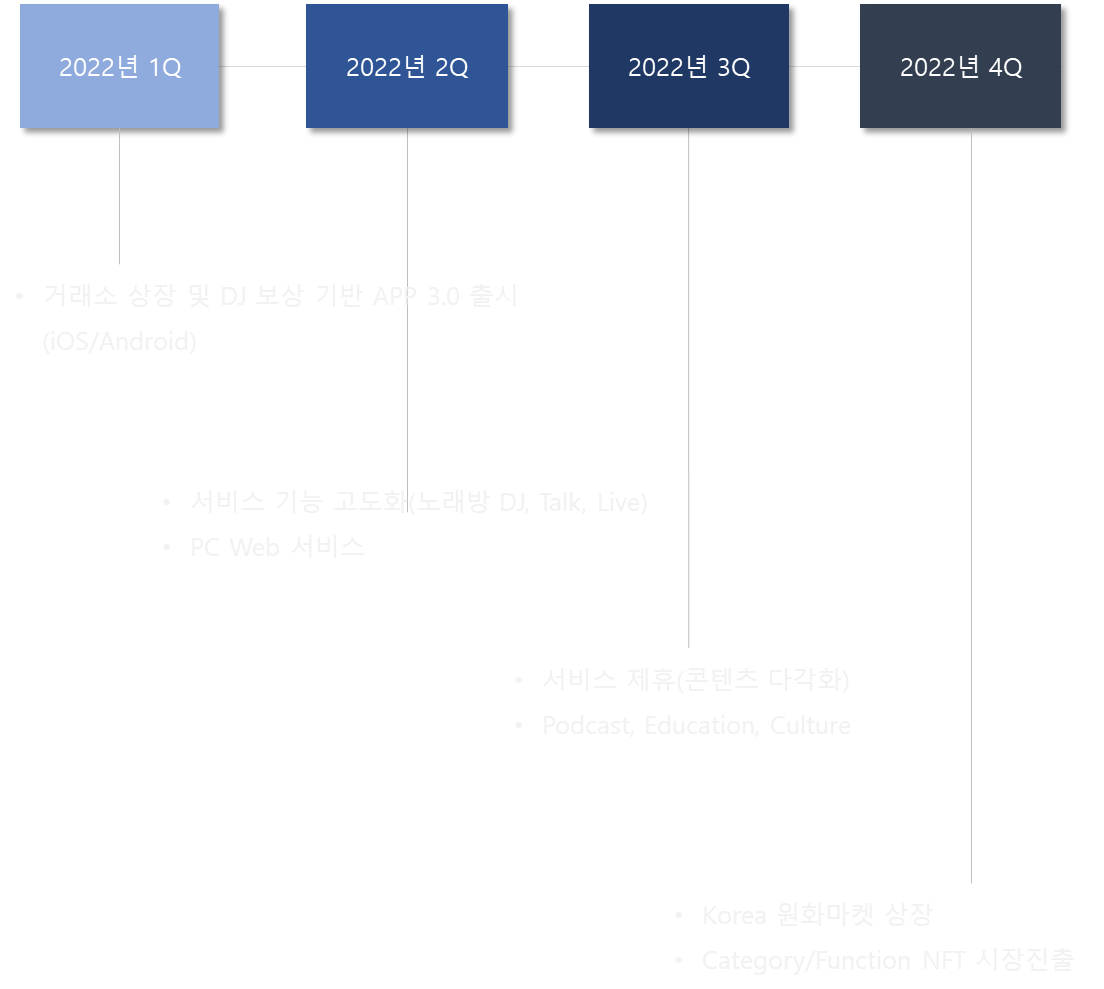 2022년 1Q
2022년 2Q
2022년 3Q
2022년 4Q
• 거래소 상장 및 DJ 보상 기반 APP 3.0 출시
(iOS/Android)
• 서비스 기능 고도화(노래방 DJ, Talk, Live)
• PC Web 서비스
• 서비스 제휴(콘텐츠 다각화)
• Podcast, Education, Culture
• Korea 원화마켓 상장
• Category/Function NFT 시장진출